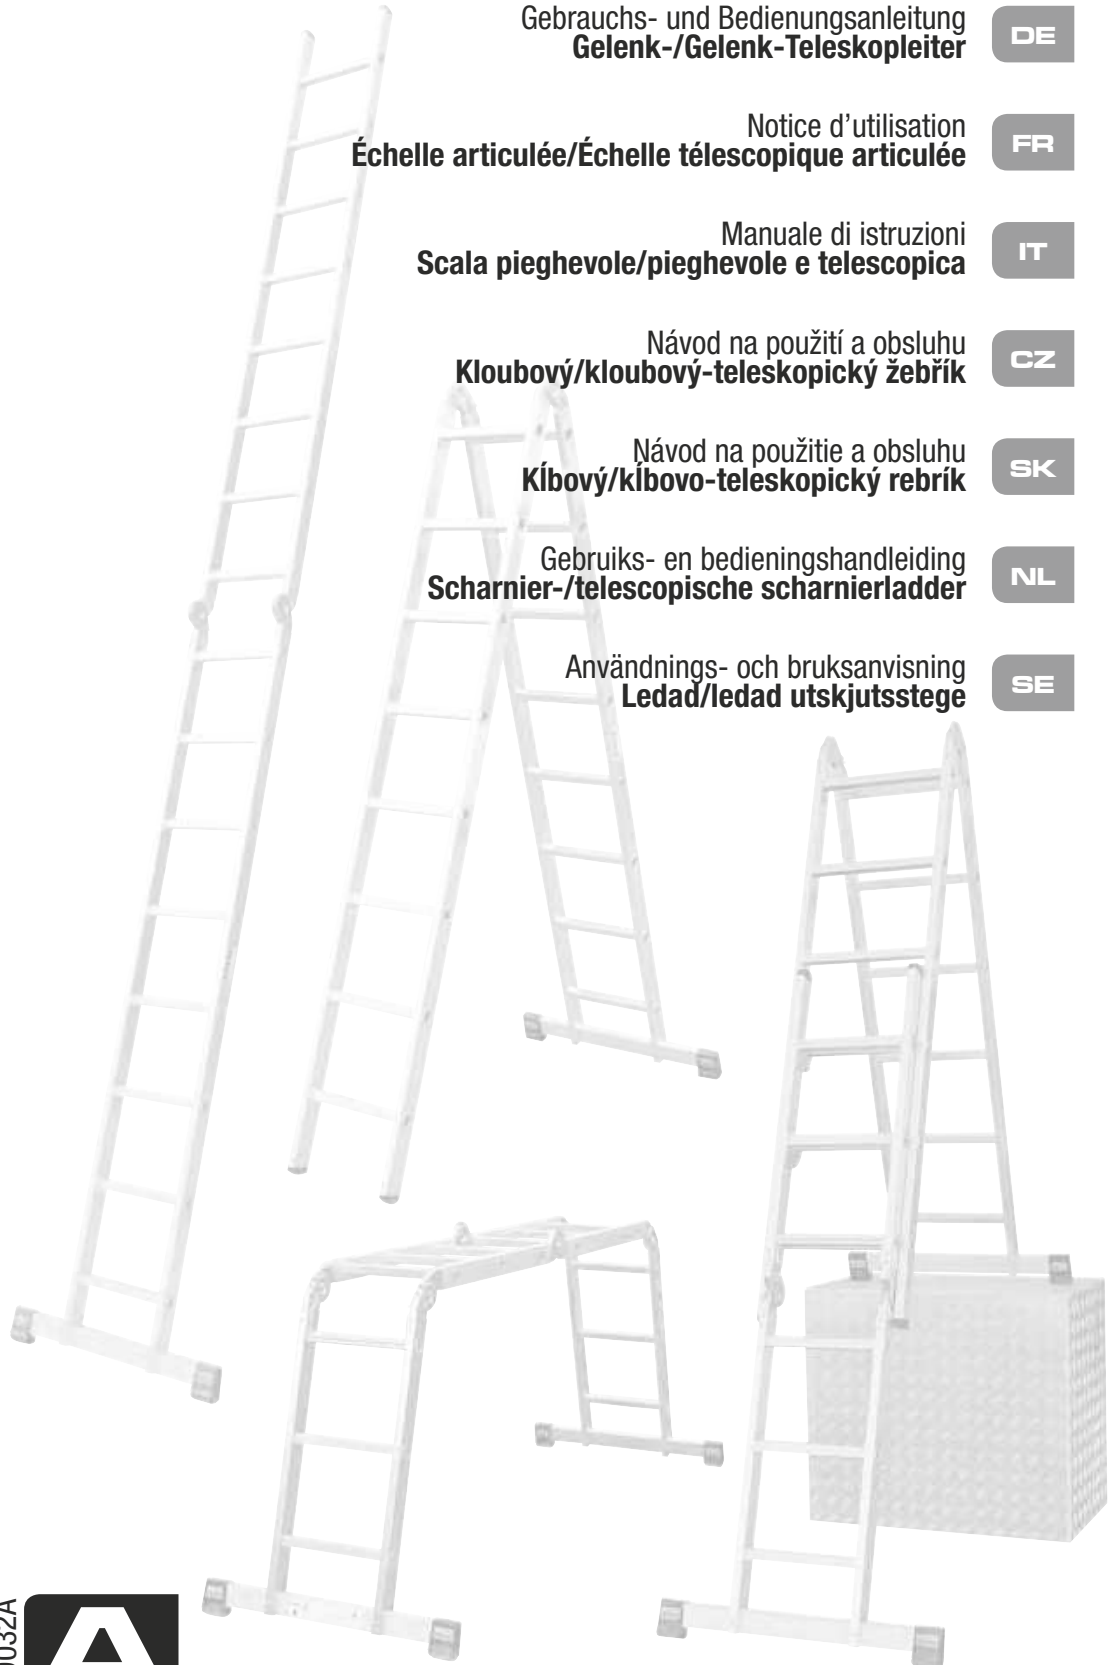 Gebrauchs- und Bedienungsanleitung
Gelenk-/Gelenk-Teleskopleiter
DE
Notice d’utilisation
Échelle articulée/Échelle télescopique articulée
FR
Manuale di istruzioni
Scala pieghevole/pieghevole e telescopica
IT
Návod na použití a obsluhu
Kloubový/kloubový-teleskopický žebřík
CZ
Návod na použitie a obsluhu
Kĺbový/kĺbovo-teleskopický rebrík
SK
Gebruiks- en bedieningshandleiding
Scharnier-/telescopische scharnierladder
NL
Användnings- och bruksanvisning
Ledad/ledad utskjutsstege
SE